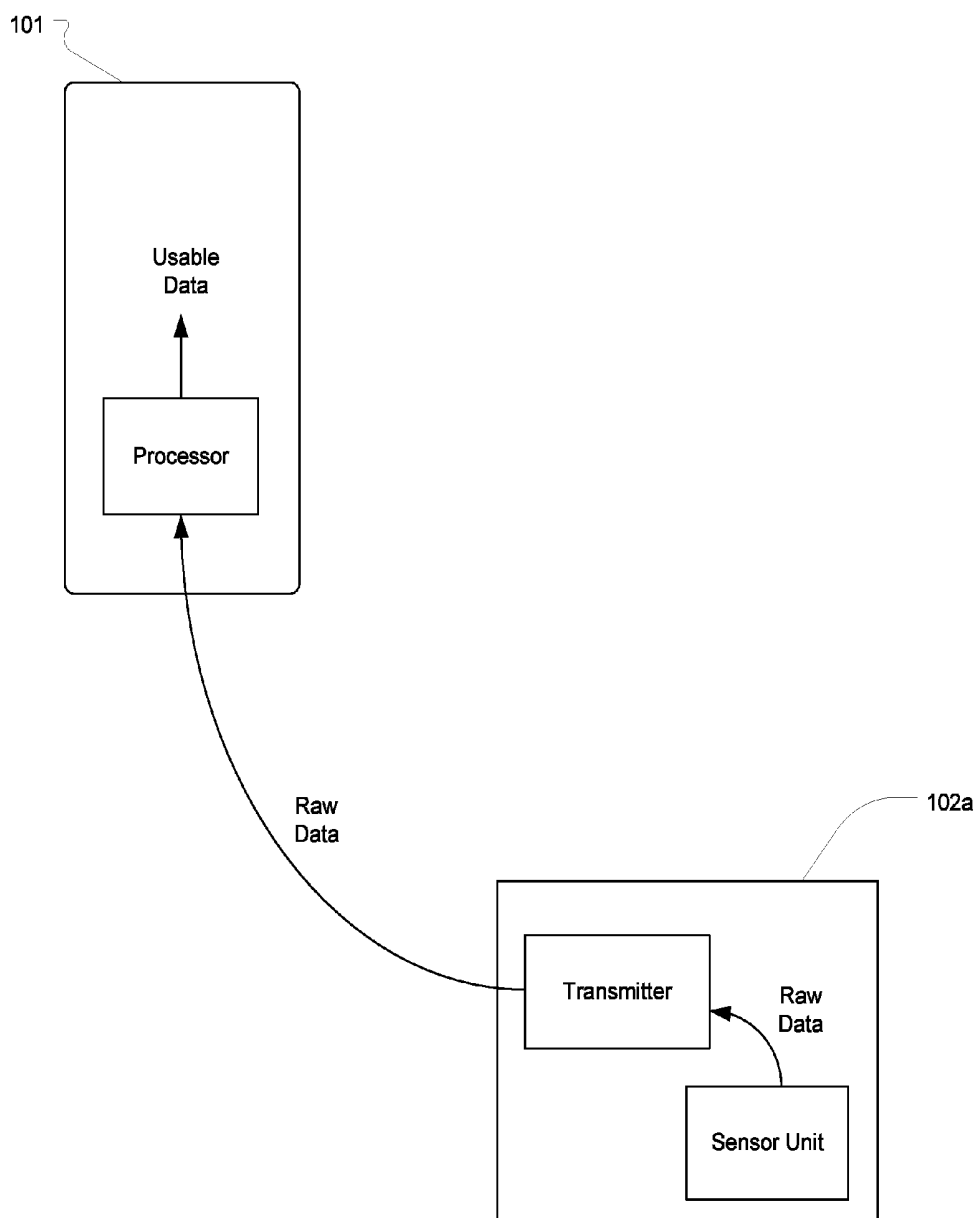 101
Usable
Data
Processor
Raw
Data
102a
Transmitter
Raw
Data
Sensor Unit